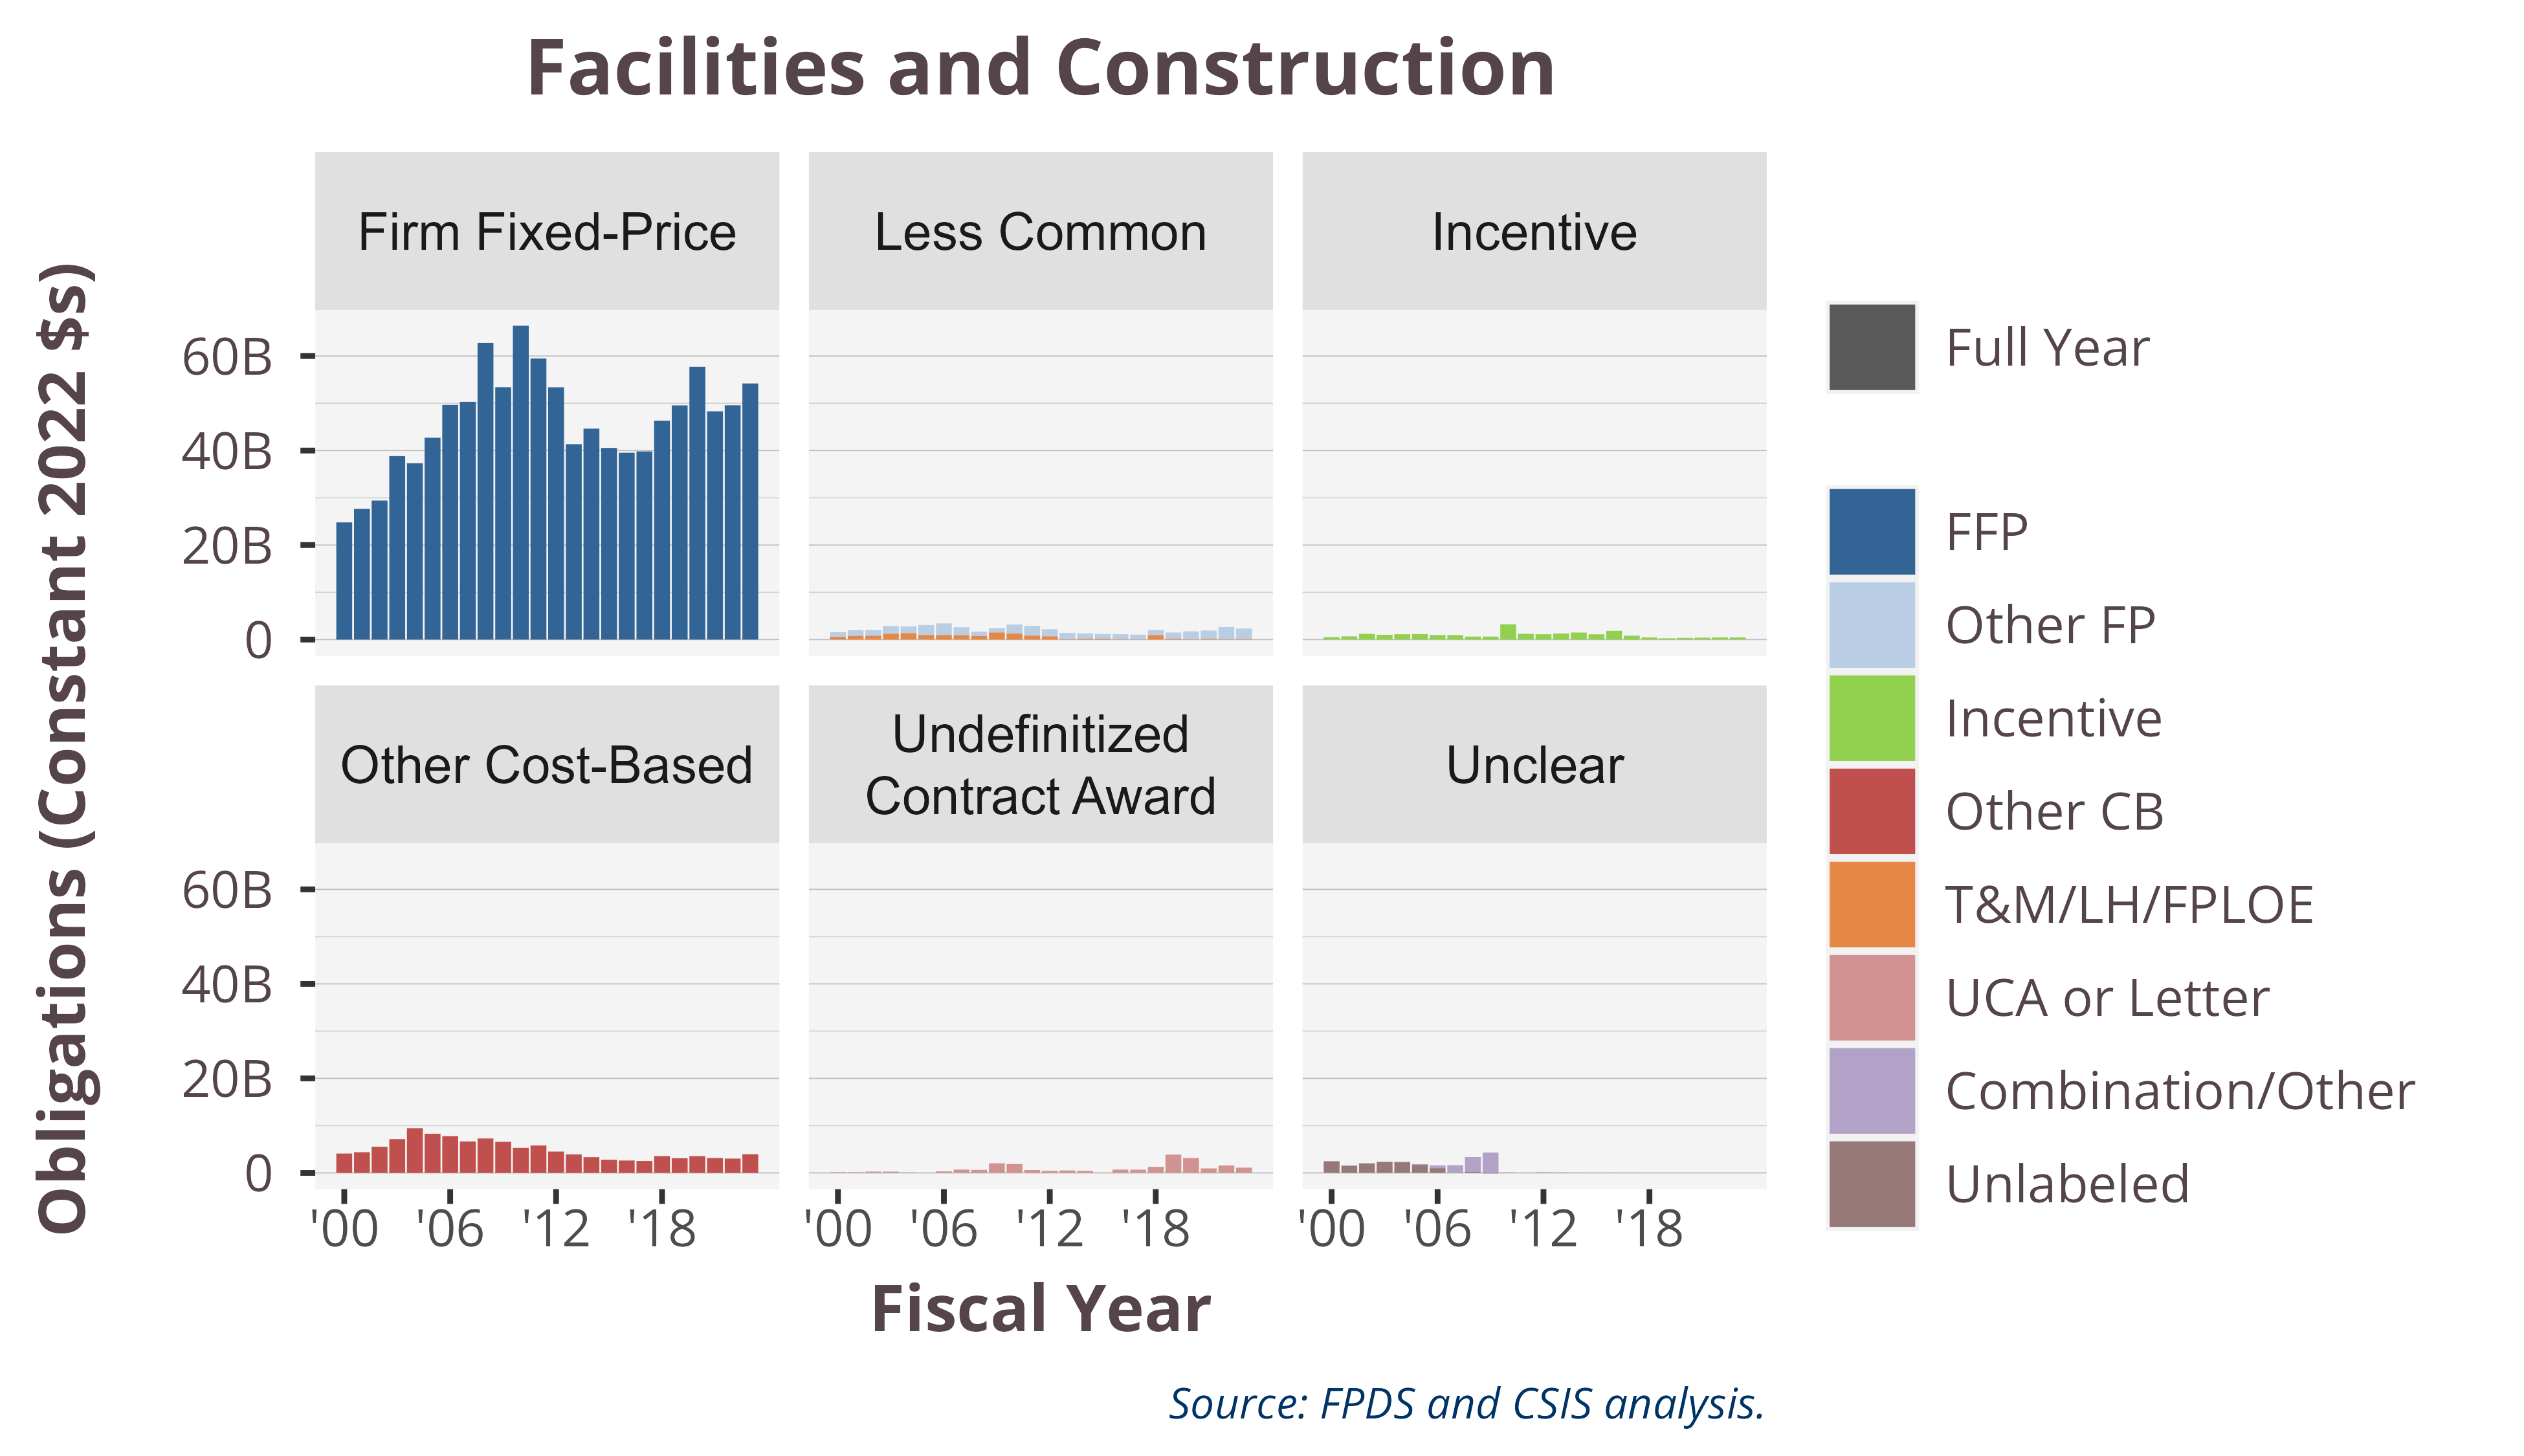 Facilities and Construction
Obligations (Constant 2022 $s)
Firm Fixed-Price
Less Common
Incentive
60B
40B
20B
0
Other Cost-Based
Undefinitized
Contract Award
Unclear
60B
40B
20B
0
'00 '06 '12 '18
'00 '06 '12 '18
'00 '06 '12 '18
Fiscal Year
Full Year
FFP
Other FP
Incentive
Other CB
T&M/LH/FPLOE
UCA or Letter
Combination/Other
Unlabeled
Source: FPDS and CSIS analysis.